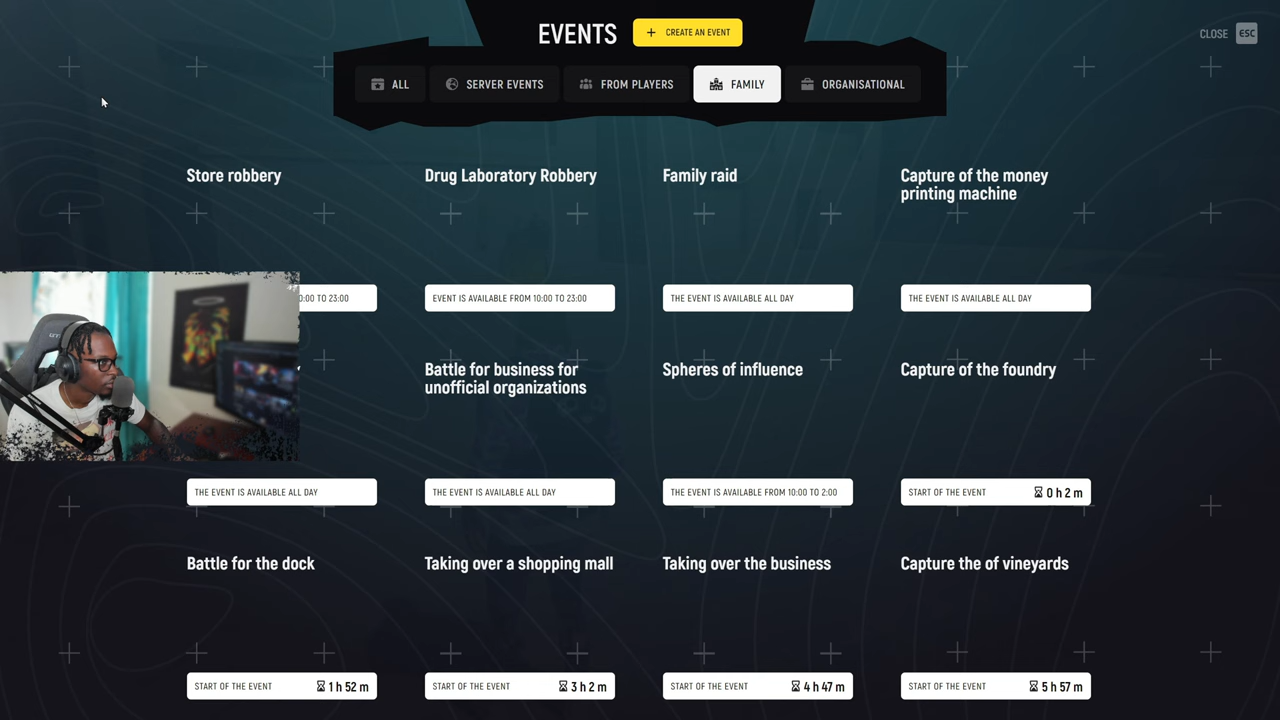 EVENTS
CREATE AN EVENT
CLOSE ESC
ALL
SERVER EVENTS
FROM PLAYERS
FAMILY
ORGANISATIONAL
Store robbery
Drug Laboratory Robbery
Family raid
Capture of the money
printing machine
0:00 TO 23:00
EVENT IS AVAILABLE FROM 10:00 TO 23:00
THE EVENT IS AVAILABLE ALL DAY
THE EVENT IS AVAILABLE ALL DAY
Battle for business for
unofficial organizations
Spheres of influence
Capture of the foundry
THE EVENT IS AVAILABLE ALL DAY
THE EVENT IS AVAILABLE ALL DAY
THE EVENT IS AVAILABLE FROM 10:00 TO 2:00
START OF THE EVENT 0 h 2 m
Battle for the dock
Taking over a shopping mall
Taking over the business
Capture the of vineyards
START OF THE EVENT 1 h 52 m
START OF THE EVENT 3 h 2 m
START OF THE EVENT 4 h 47 m
START OF THE EVENT 5 h 57 m